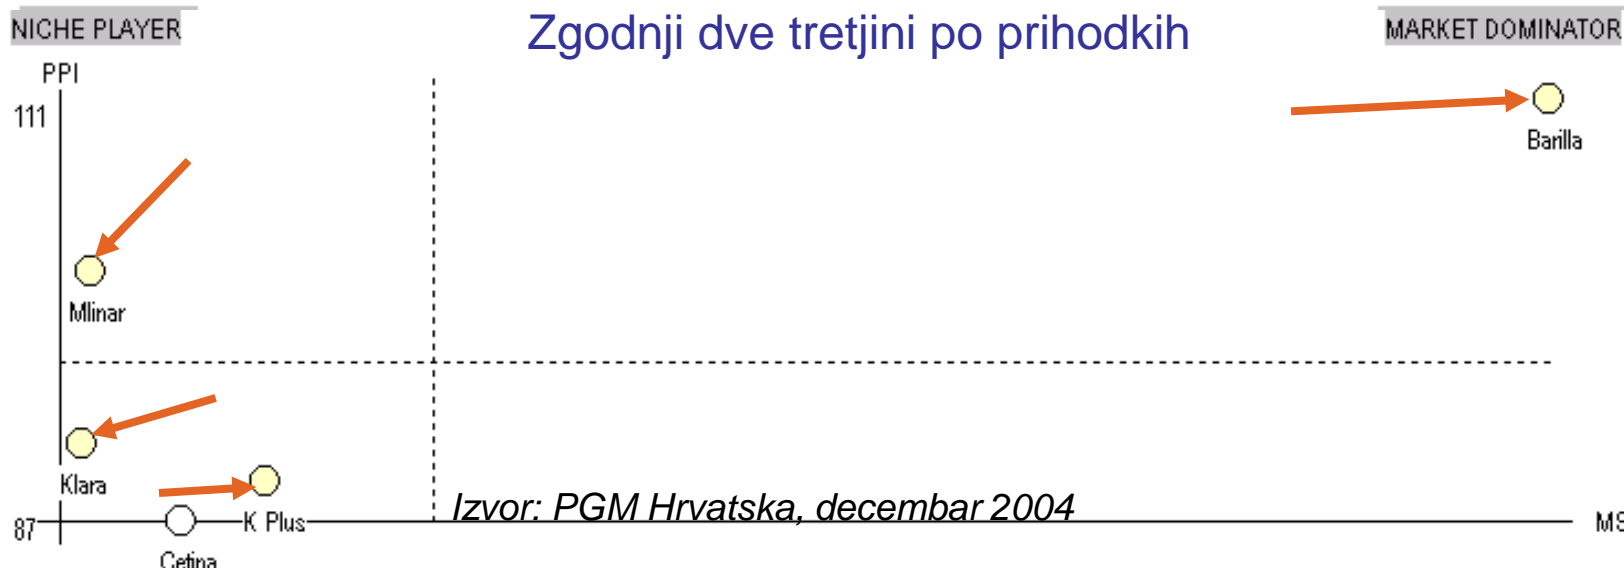 NICHE PLAYER
Zgodnji dve tretjini po prihodkih
MARKET DOMINATOR
PPI
111
Barilla
Mlinar
Klara
Izvor: PGM Hrvatska, decembar 2004
87
K Plus
MS
Cetina